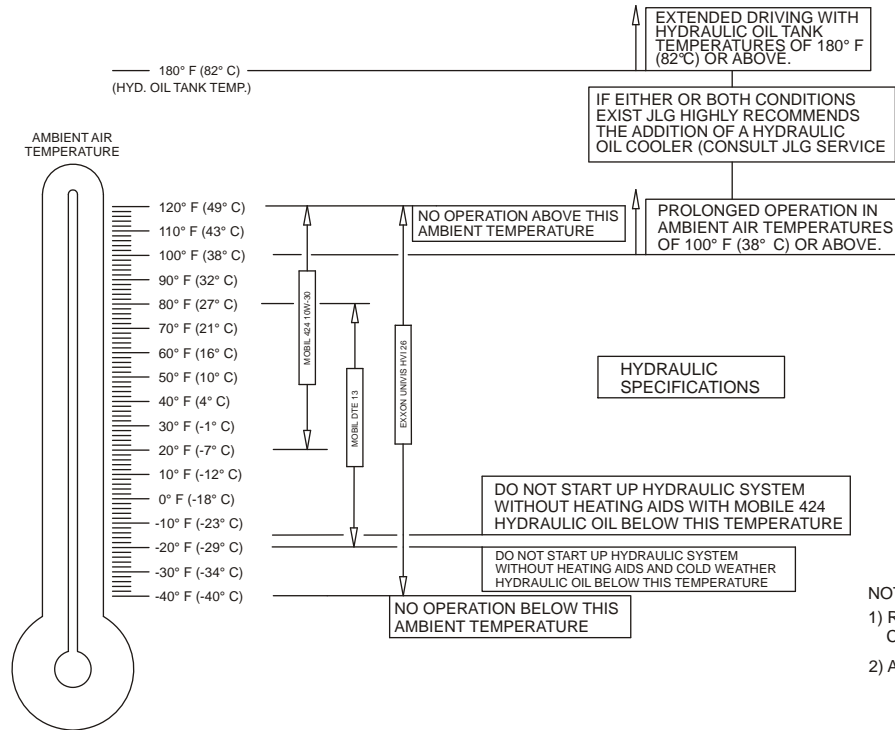 EXTENDED DRIVING WITH
HYDRAULIC OIL TANK
TEMPERATURES OF 180° F
(82°C) OR ABOVE.
180° F (82° C)
(HYD. OIL TANK TEMP.)
IF EITHER OR BOTH CONDITIONS
EXIST JLG HIGHLY RECOMMENDS
THE ADDITION OF A HYDRAULIC
OIL COOLER (CONSULT JLG SERVICE
AMBIENT AIR
TEMPERATURE
120° F (49° C)
110° F (43° C)
100° F (38° C)
90° F (32° C)
80° F (27° C)
70° F (21° C)
60° F (16° C)
50° F (10° C)
40° F (4° C)
30° F (-1° C)
20° F (-7° C)
10° F (-12° C)
0° F (-18° C)
-10° F (-23° C)
-20° F (-29° C)
-30° F (-34° C)
-40° F (-40° C)
NO OPERATION ABOVE THIS
AMBIENT TEMPERATURE
PROLONGED OPERATION IN
AMBIENT AIR TEMPERATURES
OF 100° F (38° C) OR ABOVE.
MOBIL 424 10W-30
MOBIL DTE 13
EXXON UNIVIS HVI 26
HYDRAULIC
SPECIFICATIONS
DO NOT START UP HYDRAULIC SYSTEM
WITHOUT HEATING AIDS WITH MOBILE 424
HYDRAULIC OIL BELOW THIS TEMPERATURE
DO NOT START UP HYDRAULIC SYSTEM
WITHOUT HEATING AIDS AND COLD WEATHER
HYDRAULIC OIL BELOW THIS TEMPERATURE
NO OPERATION BELOW THIS
AMBIENT TEMPERATURE
1)
2) A